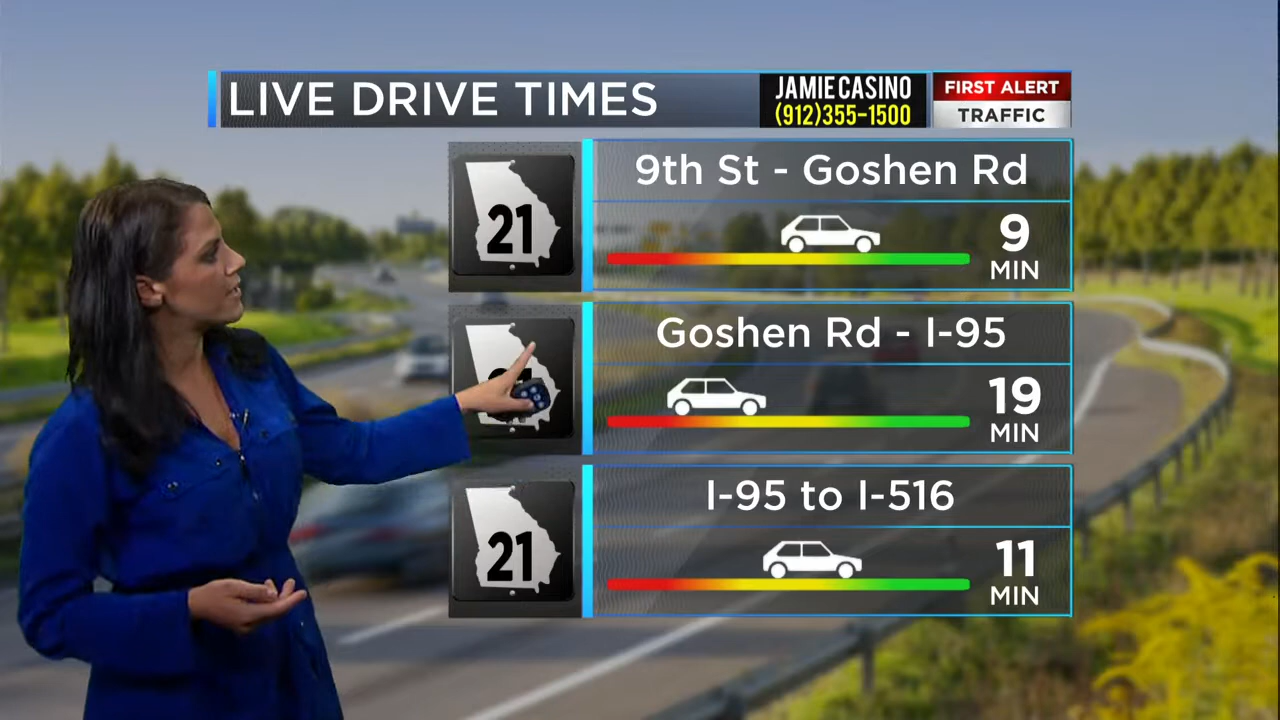 LIVE DRIVE TIMES
JAMIE CASINO
(912)355-1500
FIRST ALERT
TRAFFIC
21
9th St - Goshen Rd
9
MIN
Goshen Rd - I-95
19
MIN
21
I-95 to I-516
11
MIN